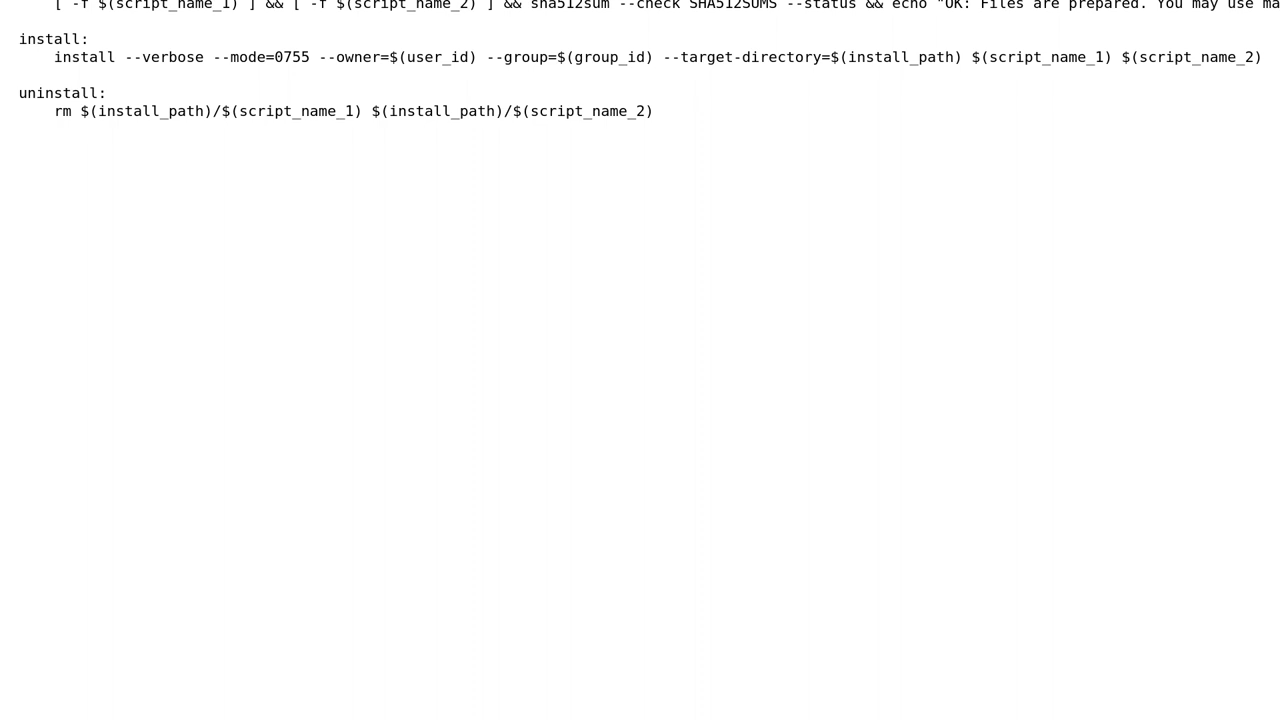 [ -f $(script_name_1) ] && [ -f $(script_name_2) ] && sha512sum --check SHA512SUMS --status && echo "OK: Files are prepared. You may use ma
install:
install --verbose --mode=0755 --owner=$(user_id) --group=$(group_id) --target-directory=$(install_path) $(script_name_1) $(script_name_2)
uninstall:
rm $(install_path)/$(script_name_1) $(install_path)/$(script_name_2)